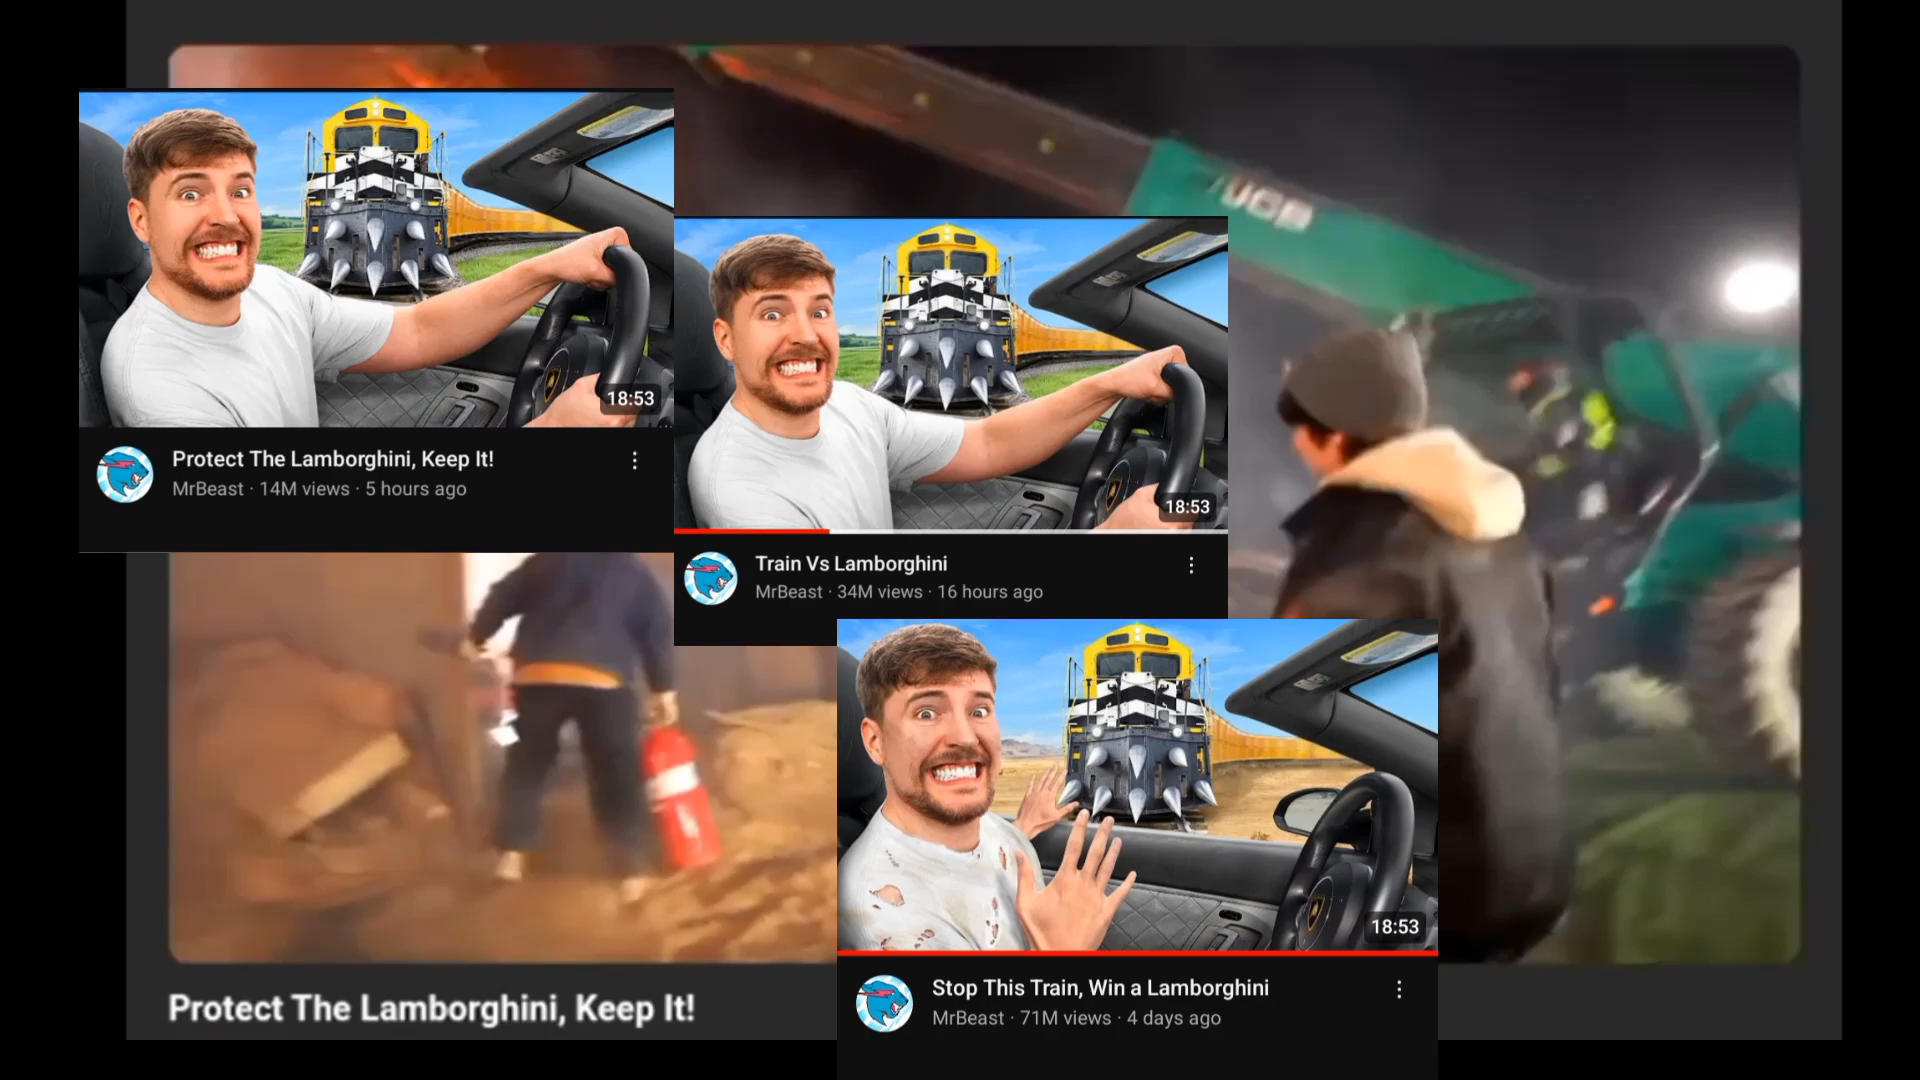 18:53
Protect The Lamborghini, Keep It!
MrBeast · 14M views · 5 hours ago
18:53
Train Vs Lamborghini
MrBeast · 34M views · 16 hours ago
18:53
Stop This Train, Win a Lamborghini
MrBeast · 71M views · 4 days ago
Protect The Lamborghini, Keep It!